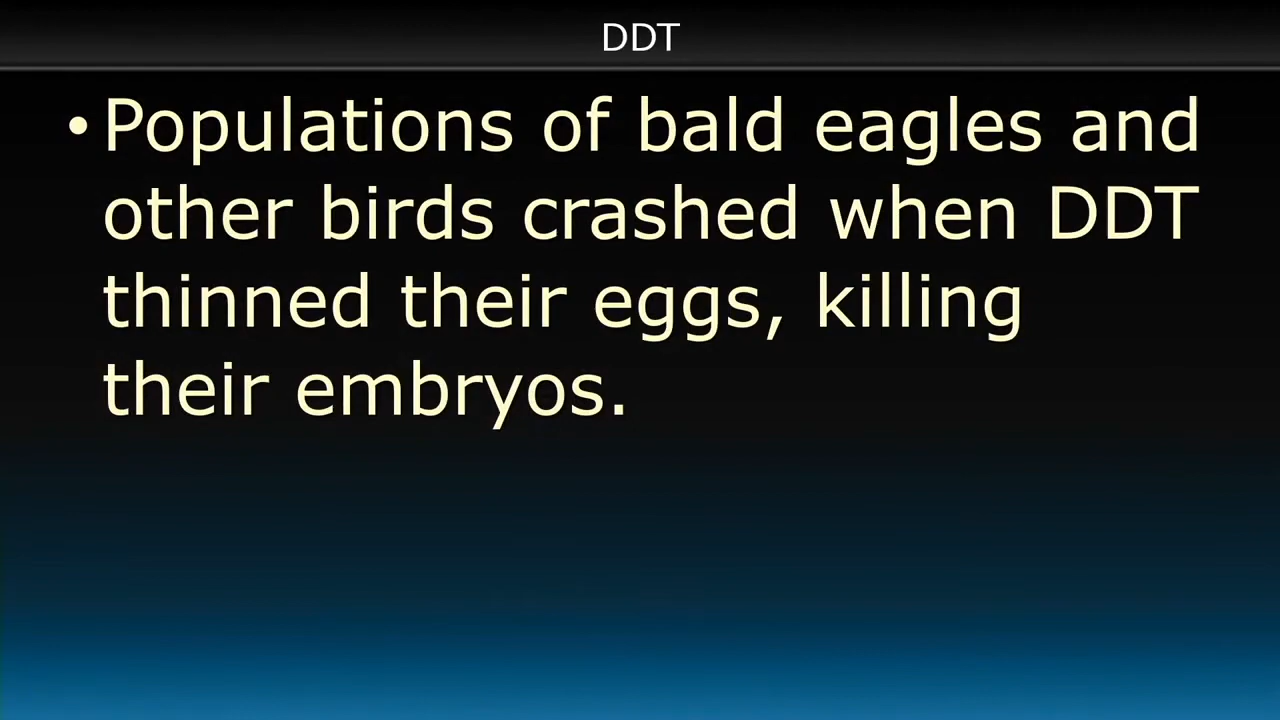 DDT
• Populations of bald eagles and
other birds crashed when DDT
thinned their eggs, killing
their embryos.